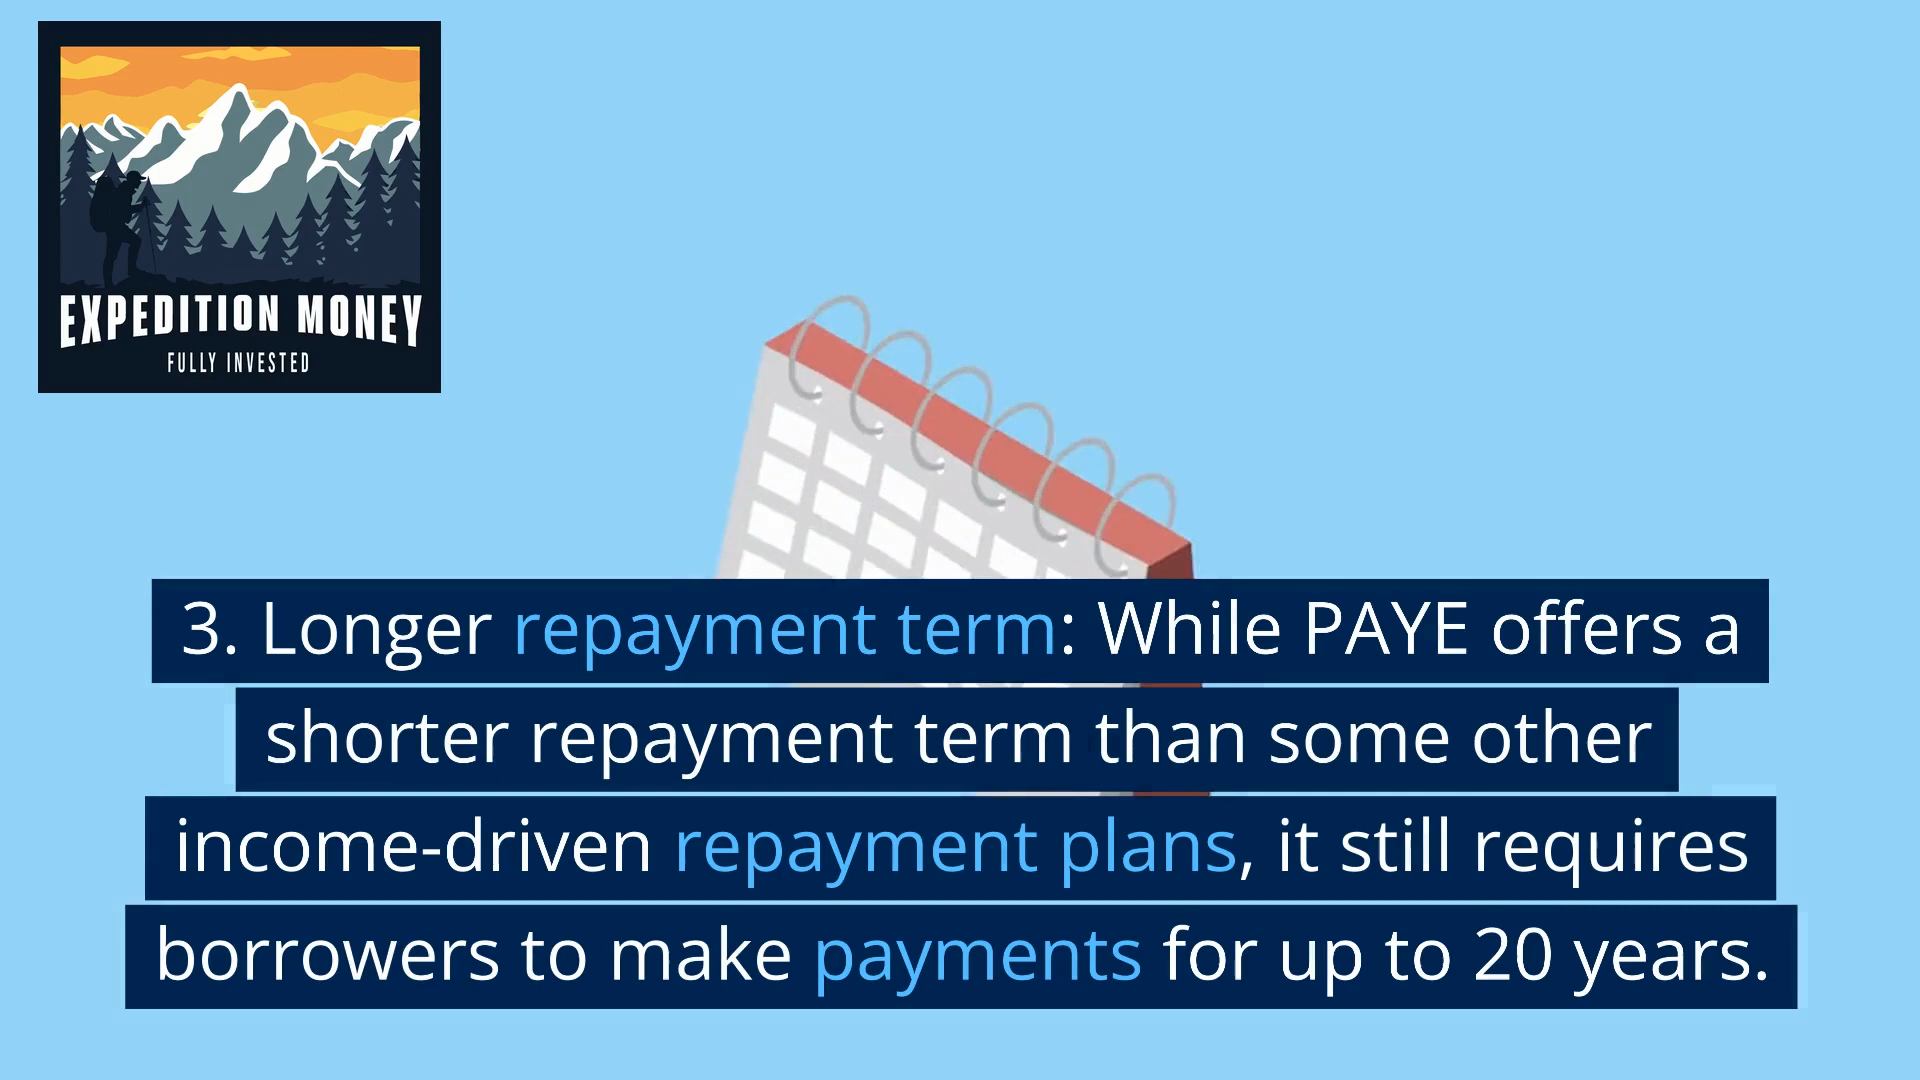 EXPEDITION MONEY
FULLY INVESTED
3. Longer repayment term: While PAYE offers a
shorter repayment term than some other
income-driven repayment plans, it still requires
borrowers to make payments for up to 20 years.